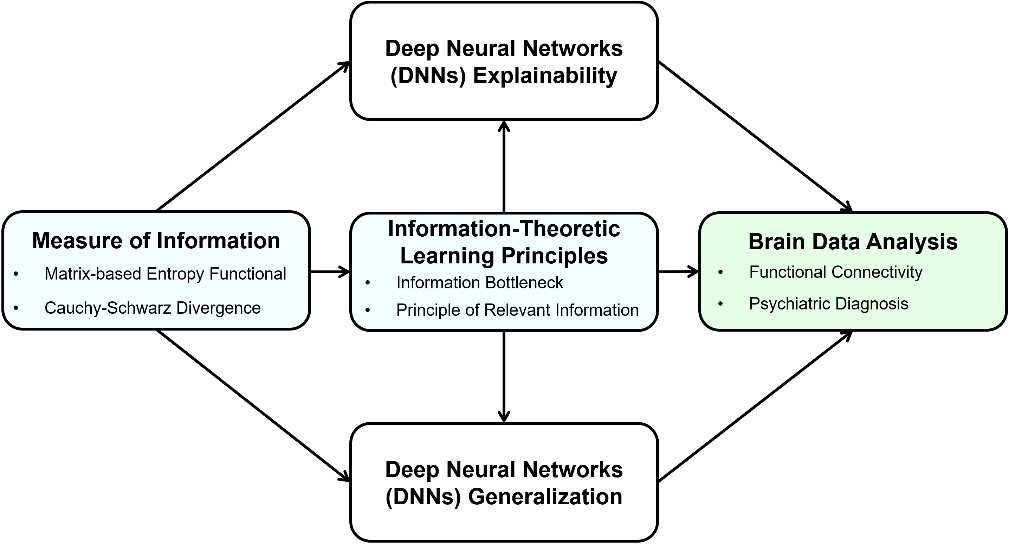 Deep Neural Networks
(DNNs) Explainability
Measure of Information
• Matrix-based Entropy Functional
• Cauchy-Schwarz Divergence
Information-Theoretic
Learning Principles
• Information Bottleneck
• Principle of Relevant Information
Brain Data Analysis
• Functional Connectivity
• Psychiatric Diagnosis
Deep Neural Networks
(DNNs) Generalization